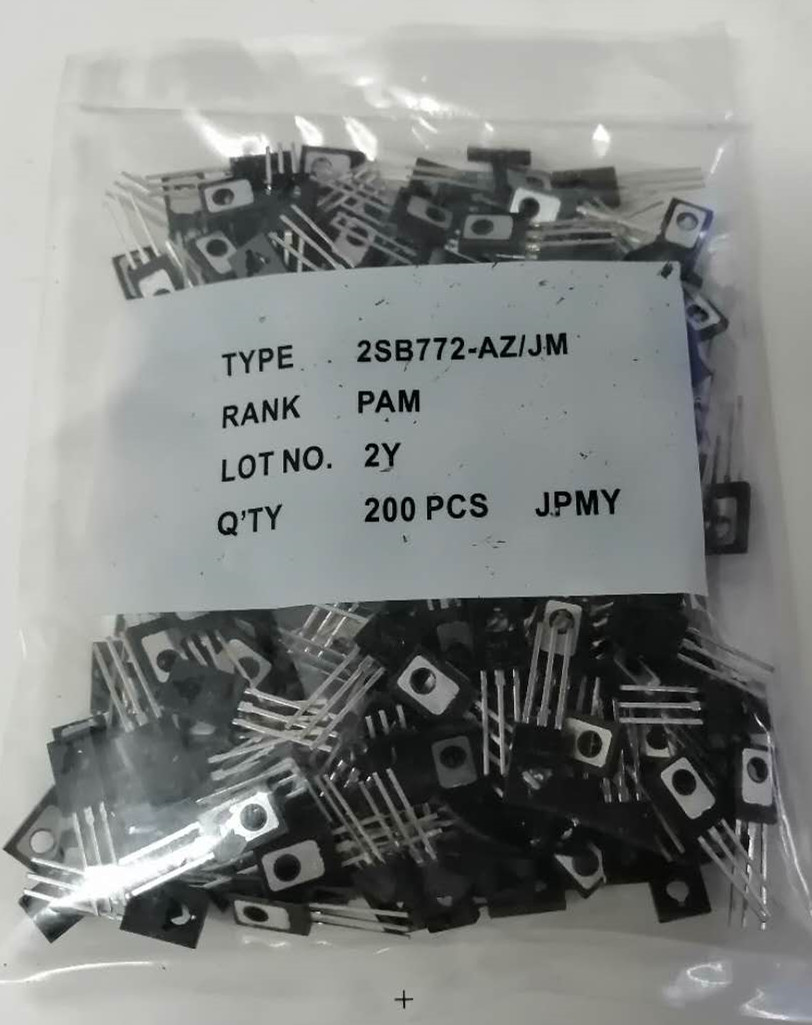 TYPE 2SB772-AZ/JM
RANK PAM
LOT NO. 2Y
Q'TY 200 PCS JPMY